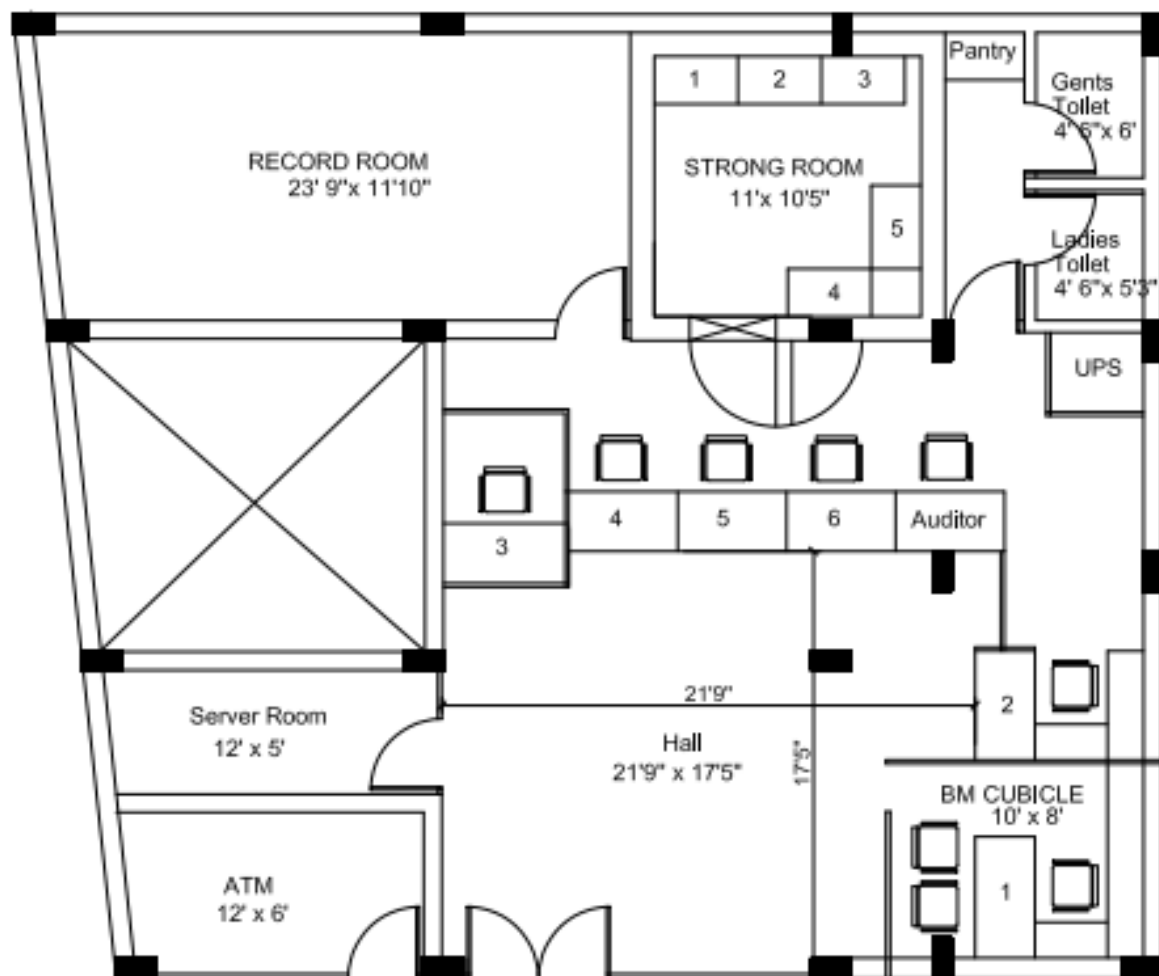 Pantry
Gents
Toilet
4' 6"x 6'
1
2
3
RECORD ROOM
23' 9"x 11'10"
STRONG ROOM
11'x 10'5"
5
4
Ladies
Toilet
4' 6"x 5'3"
UPS
3
4
5
6
Auditor
21'9"
2
Server Room
12' x 5'
Hall
21'9" x 17'5"
17'5"
BM CUBICLE
10' x 8'
1
ATM
12' x 6'